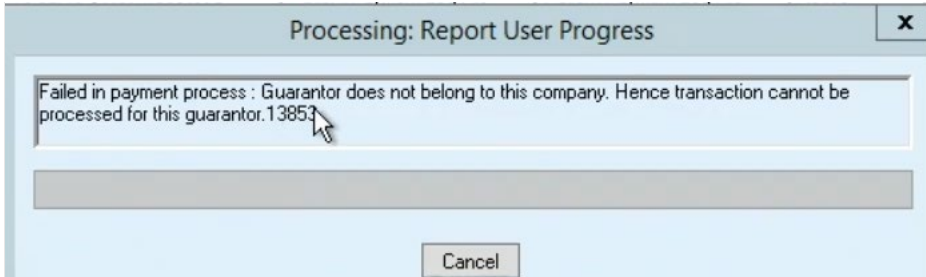 Processing: Report User Progress
x
Failed in payment process : Guarantor does not belong to this company. Hence transaction cannot be
processed for this guarantor.13853
Cancel